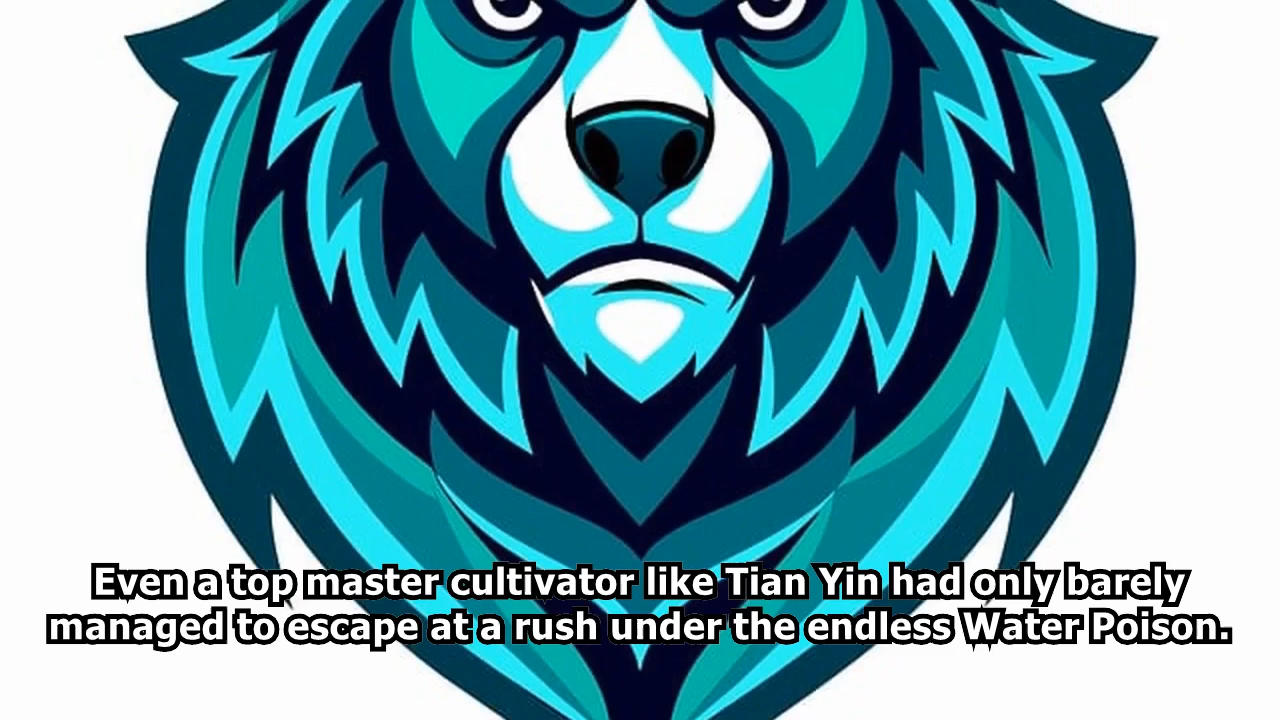 Even a top master cultivator like Tian Yin had only barely
managed to escape at a rush under the endless Water Poison.